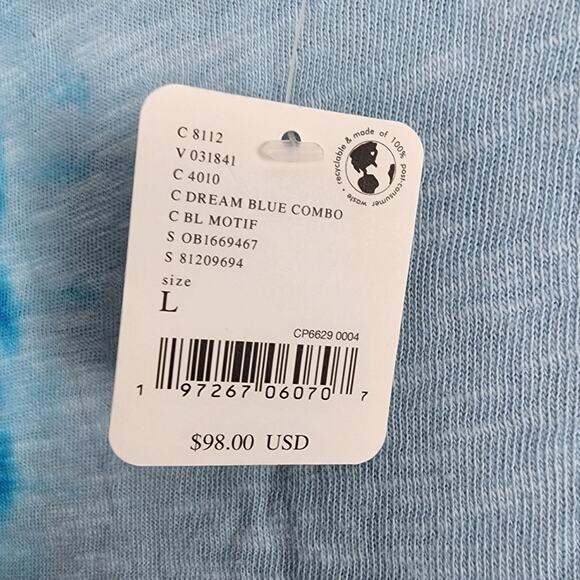 C 8112
V 031841
C 4010
C DREAM BLUE COMBO
C BL MOTIF
S OB1669467
S 81209694
recyclable & made of 100% post-consumer waste •
size
L
CP6629 0004
1 97267 06070 7
$98.00 USD